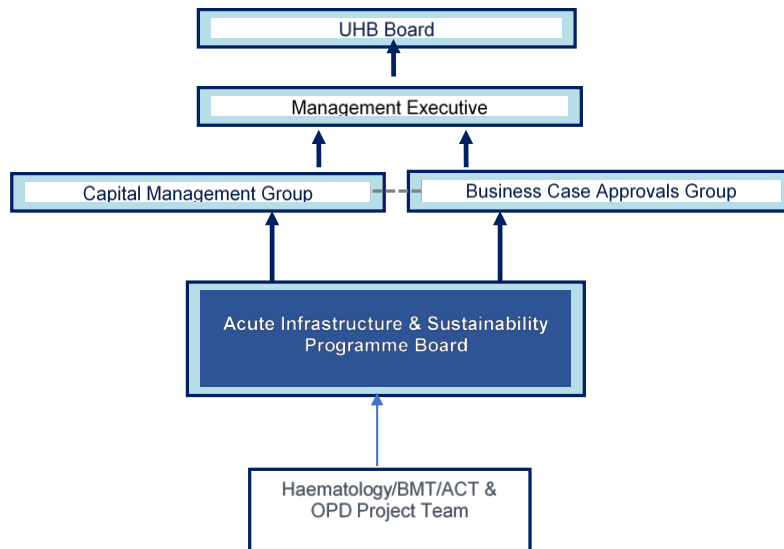 UHB Board
Management Executive
Capital Management Group
Business Case Approvals Group
Acute Infrastructure & Sustainability
Programme Board
Haematology/BMT/ACT &
OPD Project Team